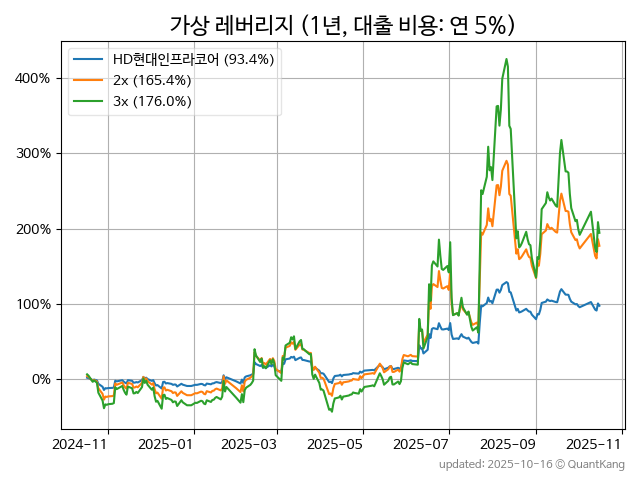 가상 레버리지 (1년, 대출 비용: 연 5%)
HD현대인프라코어 (93.4%)
2x (165.4%)
3x (176.0%)
400%
300%
200%
100%
0%
2024-11 2025-01 2025-03 2025-05 2025-07 2025-09 2025-11
updated: 2025-10-16 © QuantKang